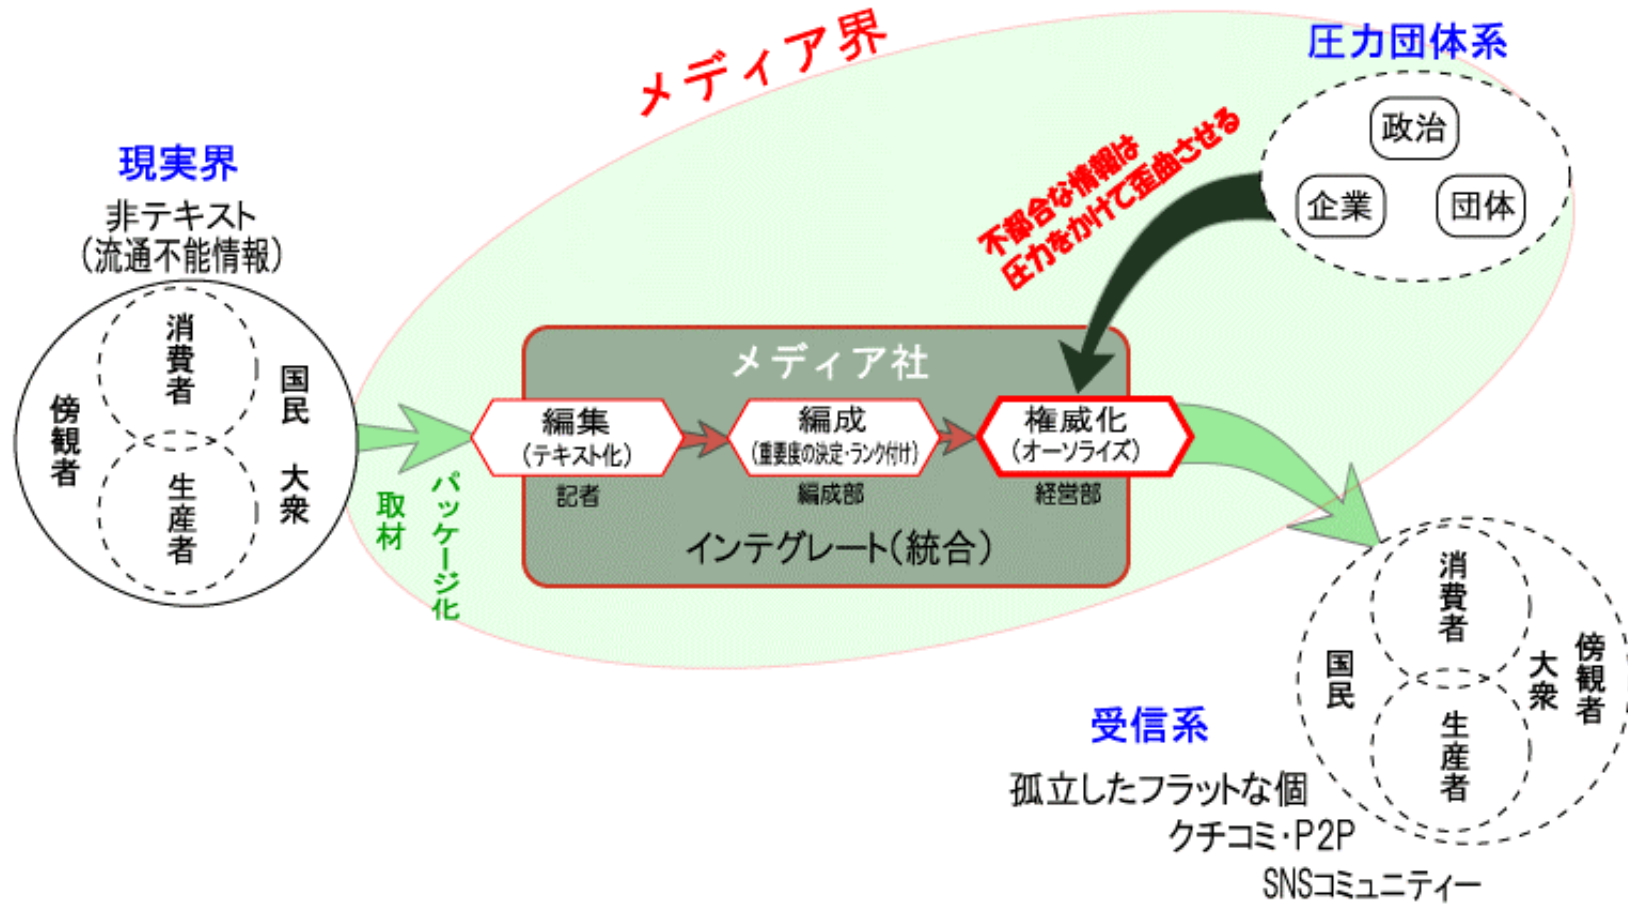 メディア界
圧力団体系
政治
企業
団体
不都合な情報は
圧力をかけて歪曲させる
現実界
非テキスト
(流通不能情報)
消費者
傍観者
国民
大衆
生産者
取材
パッケージ化
メディア社
編集
(テキスト化)
記者
編成
(重要度の決定・ランク付け)
編成部
権威化
(オーソライズ)
経営部
インテグレート(統合)
消費者
国民
大衆
傍観者
生産者
受信系
孤立したフラットな個
クチコミ・P2P
SNSコミュニティー